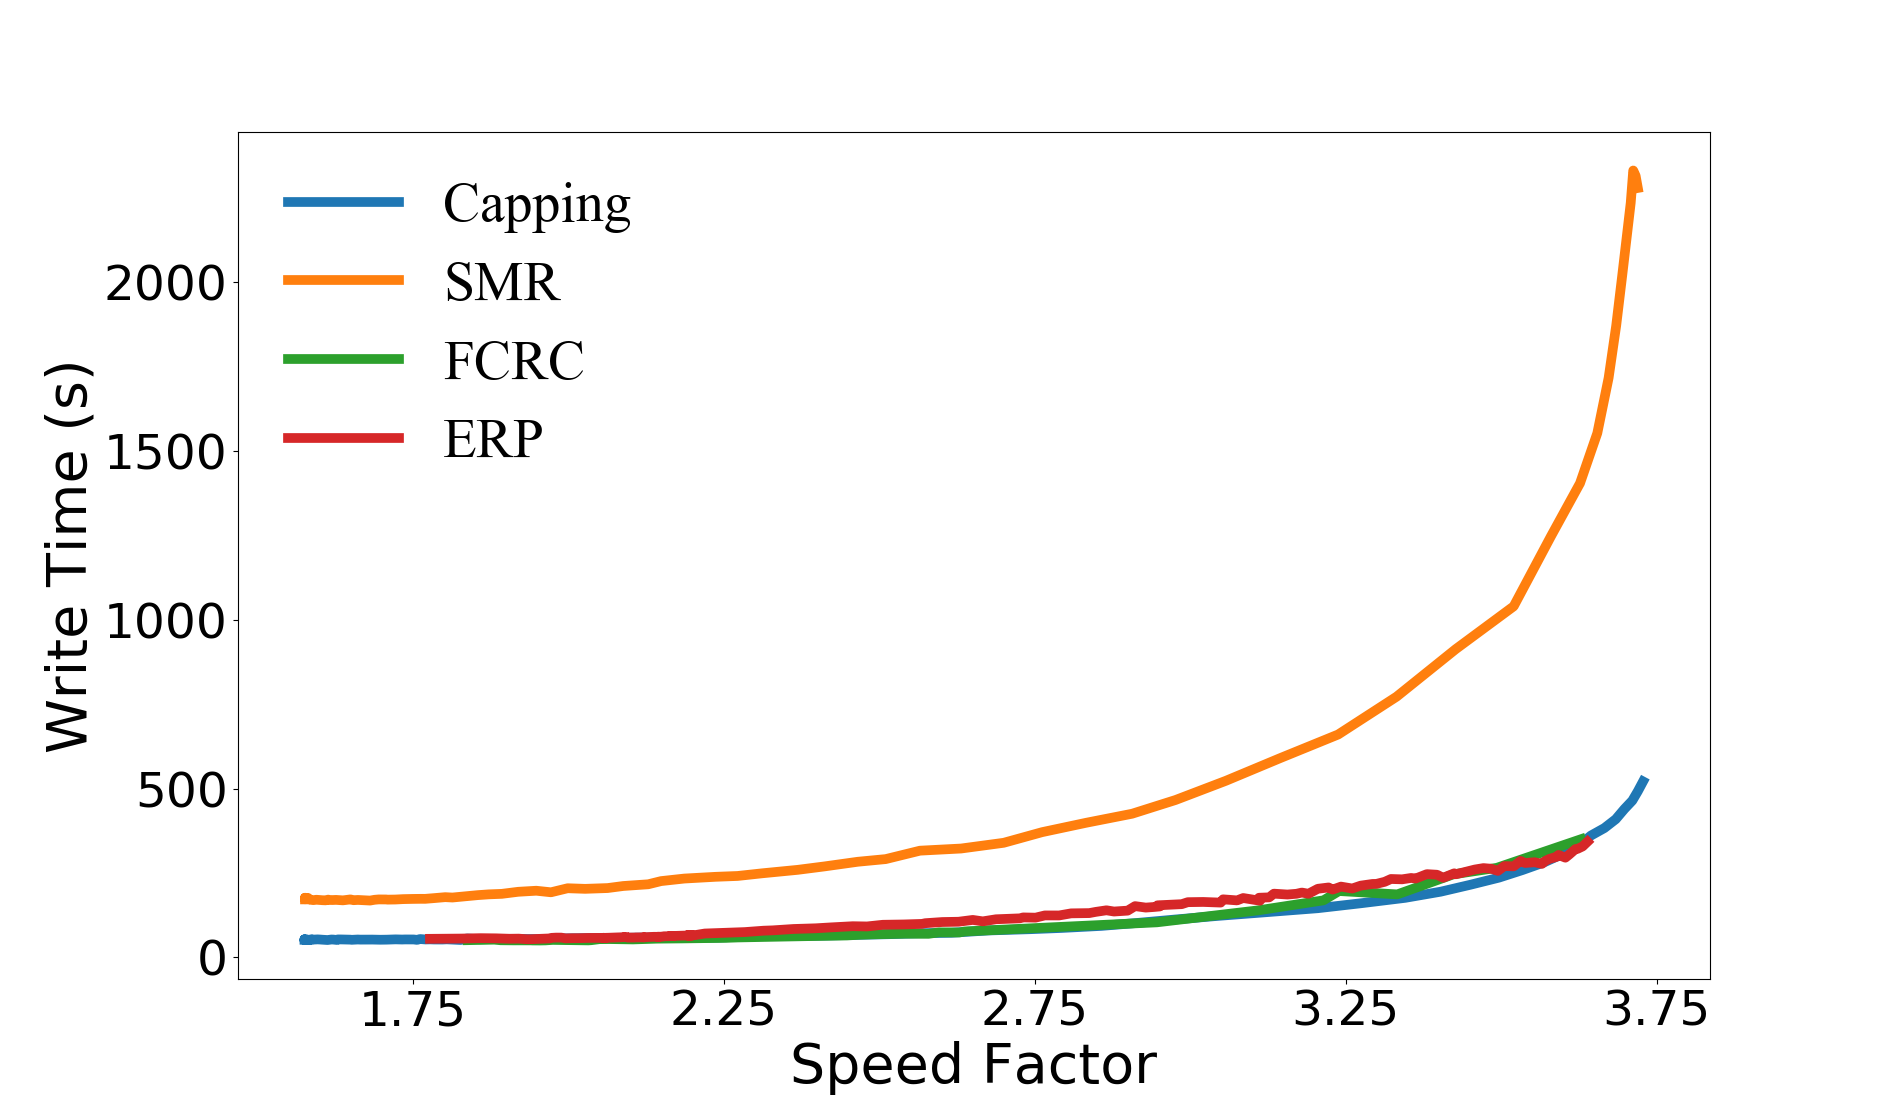 Capping
SMR
FCRC
ERP
Write Time (s)
2000
1500
1000
500
0
1.75
2.25
2.75
3.25
3.75
Speed Factor